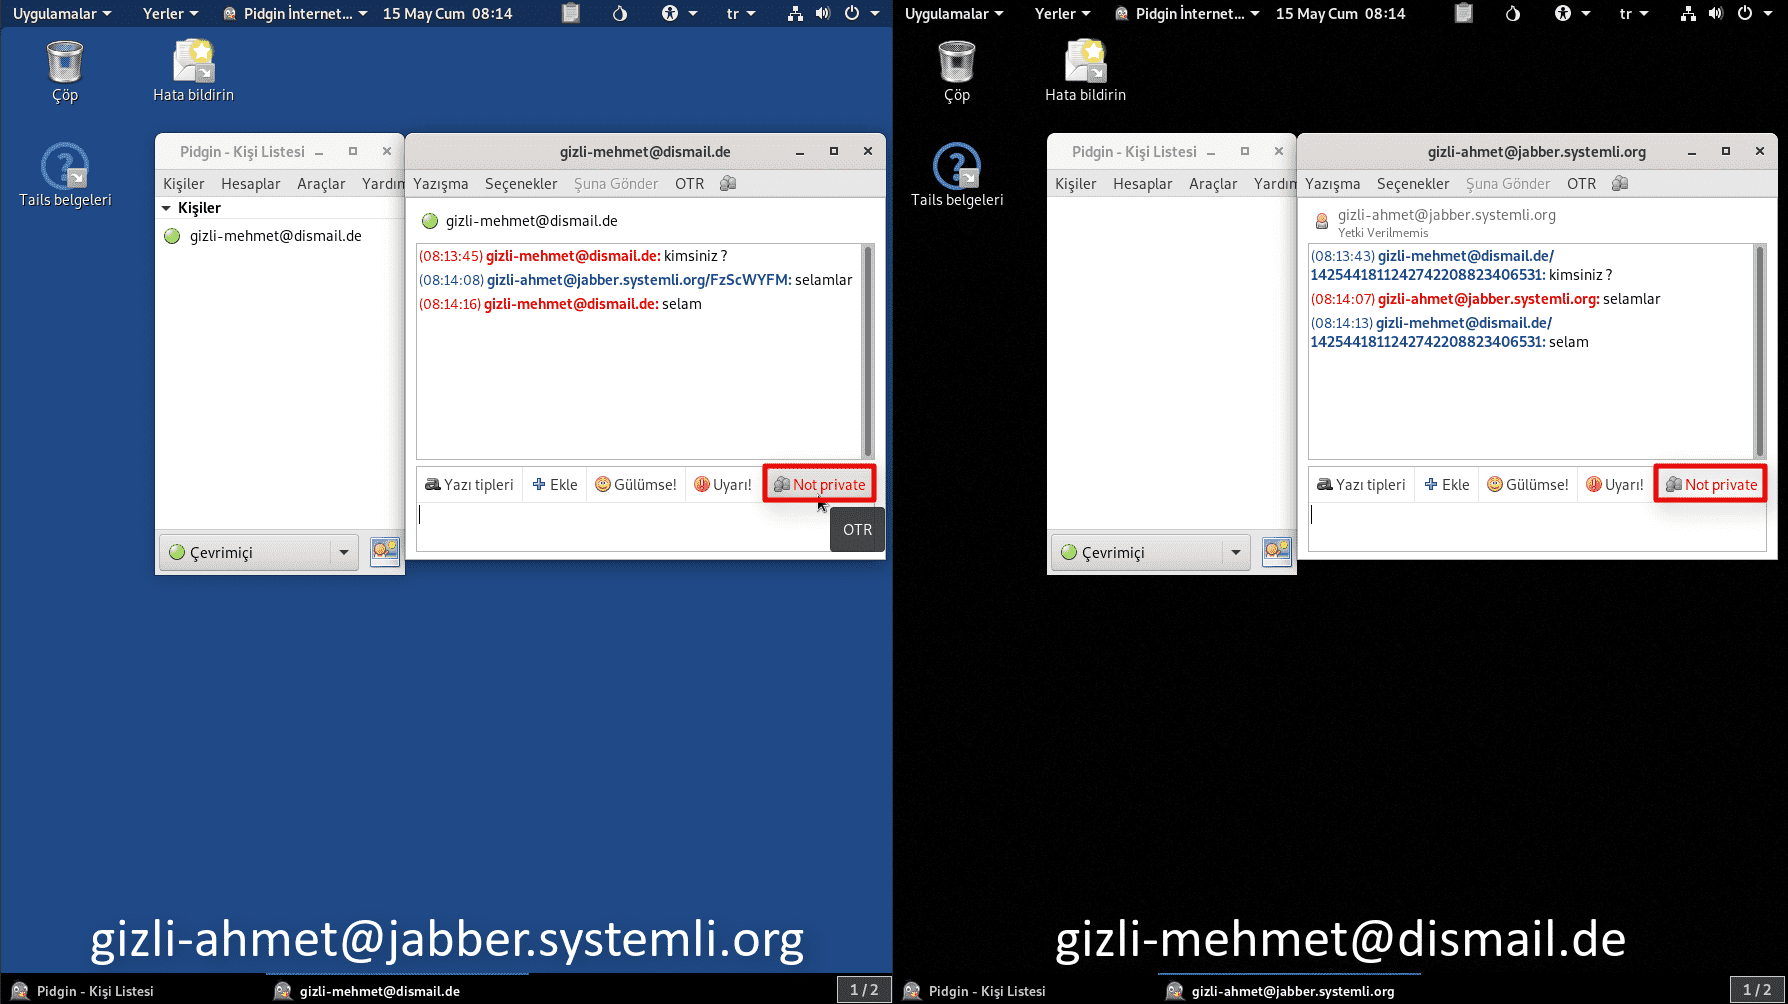 Uygulamalar Yerler Pidgin İnternet... 15 May Cum 08:14 tr
Çöp
Hata bildirin
Tails belgeleri
Pidgin - Kişi Listesi
Kişiler Hesaplar Araçlar Yardım
Kişiler
gizli-mehmet@dismail.de
Çevrimiçi
gizli-mehmet@dismail.de
Yazışma Seçenekler Şuna Gönder OTR
gizli-mehmet@dismail.de
(08:13:45) gizli-mehmet@dismail.de: kimsiniz ?
(08:14:08) gizli-ahmet@jabber.systemli.org/FzScWYFM: selamlar
(08:14:16) gizli-mehmet@dismail.de: selam
Yazı tipleri Ekle Gülümse! Uyarı! Not private
OTR
gizli-ahmet@jabber.systemli.org
Pidgin - Kişi Listesi gizli-mehmet@dismail.de 1 / 2
Uygulamalar Yerler Pidgin İnternet... 15 May Cum 08:14 tr
Çöp
Hata bildirin
Tails belgeleri
Pidgin - Kişi Listesi
Kişiler Hesaplar Araçlar Yardım
Çevrimiçi
gizli-ahmet@jabber.systemli.org
Yazışma Seçenekler Şuna Gönder OTR
gizli-ahmet@jabber.systemli.org
Yetki Verilmemis
(08:13:43) gizli-mehmet@dismail.de/
1425441811242742208823406531: kimsiniz ?
(08:14:07) gizli-ahmet@jabber.systemli.org: selamlar
(08:14:13) gizli-mehmet@dismail.de/
1425441811242742208823406531: selam
Yazı tipleri Ekle Gülümse! Uyarı! Not private
gizli-mehmet@dismail.de
Pidgin - Kişi Listesi gizli-ahmet@jabber.systemli.org 1 / 2